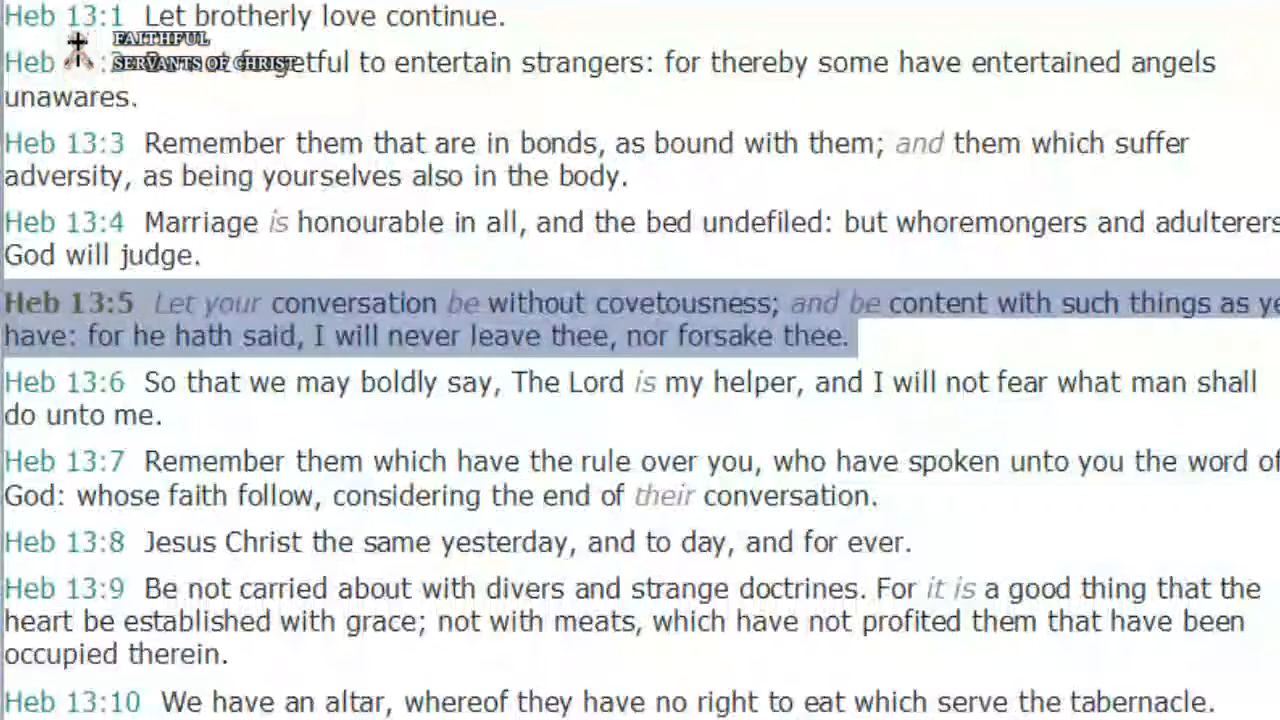 Heb 13:1 Let brotherly love continue.
FAITHFUL
SERVANTS OF CHRIST
Heb forgetful to entertain strangers: for thereby some have entertained angels
unawares.
Heb 13:3 Remember them that are in bonds, as bound with them; and them which suffer
adversity, as being yourselves also in the body.
Heb 13:4 Marriage is honourable in all, and the bed undefiled: but whoremongers and adulterers
God will judge.
Heb 13:5 Let your conversation be without covetousness; and be content with such things as ye
have: for he hath said, I will never leave thee, nor forsake thee.
Heb 13:6 So that we may boldly say, The Lord is my helper, and I will not fear what man shall
do unto me.
Heb 13:7 Remember them which have the rule over you, who have spoken unto you the word of
God: whose faith follow, considering the end of their conversation.
Heb 13:8 Jesus Christ the same yesterday, and to day, and for ever.
Heb 13:9 Be not carried about with divers and strange doctrines. For it is a good thing that the
heart be established with grace; not with meats, which have not profited them that have been
occupied therein.
Heb 13:10 We have an altar, whereof they have no right to eat which serve the tabernacle.